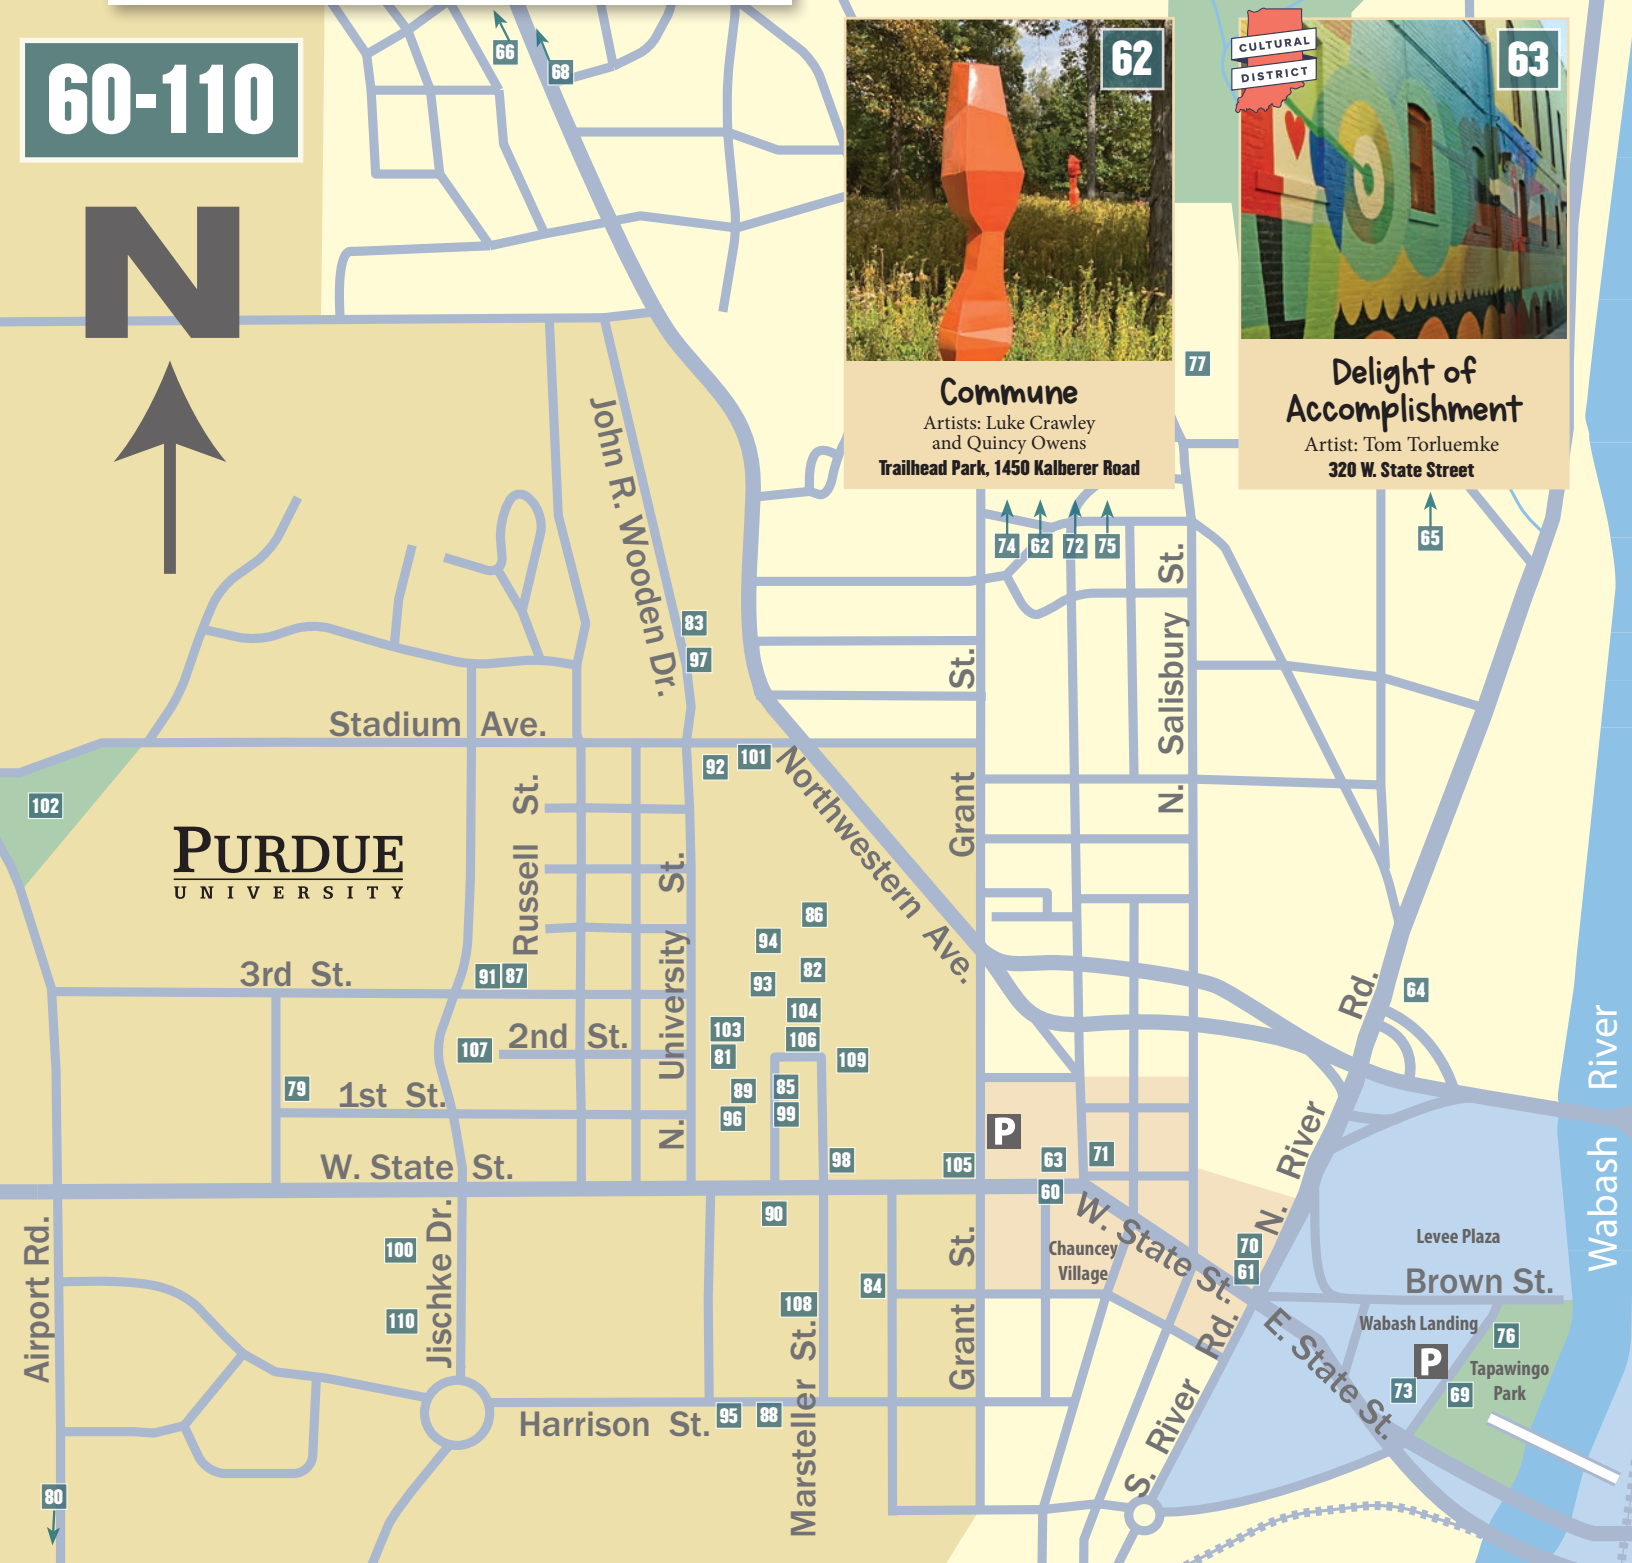 60-110
N
66
68
CULTURAL
DISTRICT
62
63
Commune
Artists: Luke Crawley
and Quincy Owens
Trailhead Park, 1450 Kalberer Road
Delight of
Accomplishment
Artist: Tom Torluemke
320 W. State Street
77
74
62
72
75
65
John R. Wooden Dr.
83
97
Stadium Ave.
92
101
102
PURDUE
UNIVERSITY
Russell St.
N. University St.
Northwestern Ave.
Grant St.
N. Salisbury St.
86
94
82
93
104
103
106
81
109
89
85
96
99
98
105
3rd St.
91
87
2nd St.
107
79
1st St.
W. State St.
P
63
71
60
64
N. River Rd.
Wabash River
W. State St.
Chauncey
Village
70
61
Levee Plaza
Brown St.
Wabash Landing
P
76
Tapawingo
Park
73
69
E. State St.
S. River Rd.
Airport Rd.
Jischke Dr.
100
110
90
84
108
Marsteller St.
Grant St.
Harrison St.
95
88
80